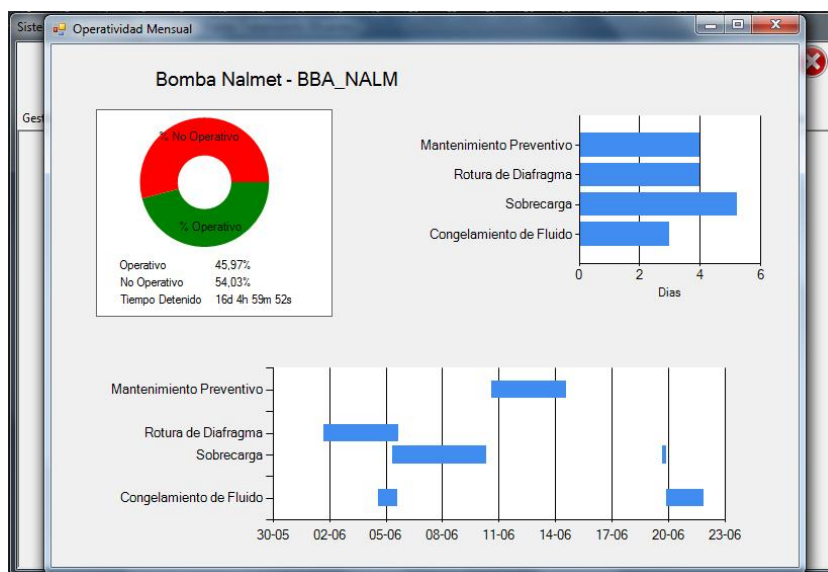 Siste
Operatividad Mensual
Gest
Bomba Nalmet - BBA_NALM
% No Operativo
% Operativo
Operativo 45,97%
No Operativo 54,03%
Tiempo Detenido 16d 4h 59m 52s
Mantenimiento Preventivo
Rotura de Diafragma
Sobrecarga
Congelamiento de Fluido
0 2 4 6
Dias
Mantenimiento Preventivo
Rotura de Diafragma
Sobrecarga
Congelamiento de Fluido
30-05 02-06 05-06 08-06 11-06 14-06 17-06 20-06 23-06